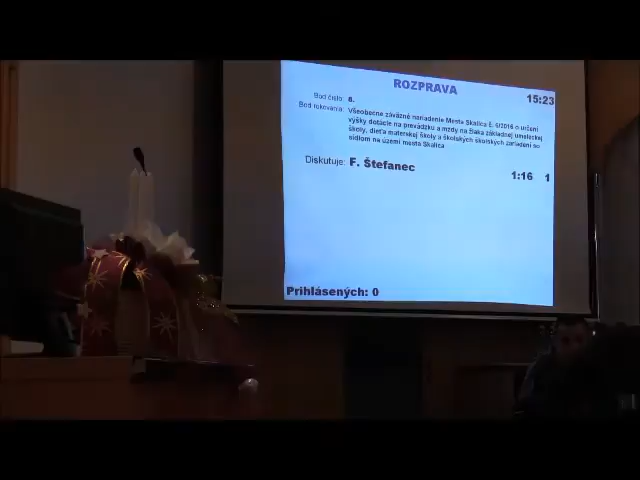 ROZPRAVA
15:23
Bod číslo: 8.
Bod rokovania: Všeobecne záväzné nariadenie Mesta Skalica č. 6/2016 o určení
výšky dotácie na prevádzku a mzdy na žiaka základnej umeleckej
školy, dieťa materskej školy a školských zariadení so
sídlom na území mesta Skalica
Diskutuje: F. Štefanec
1:16 1
Prihlásených: 0